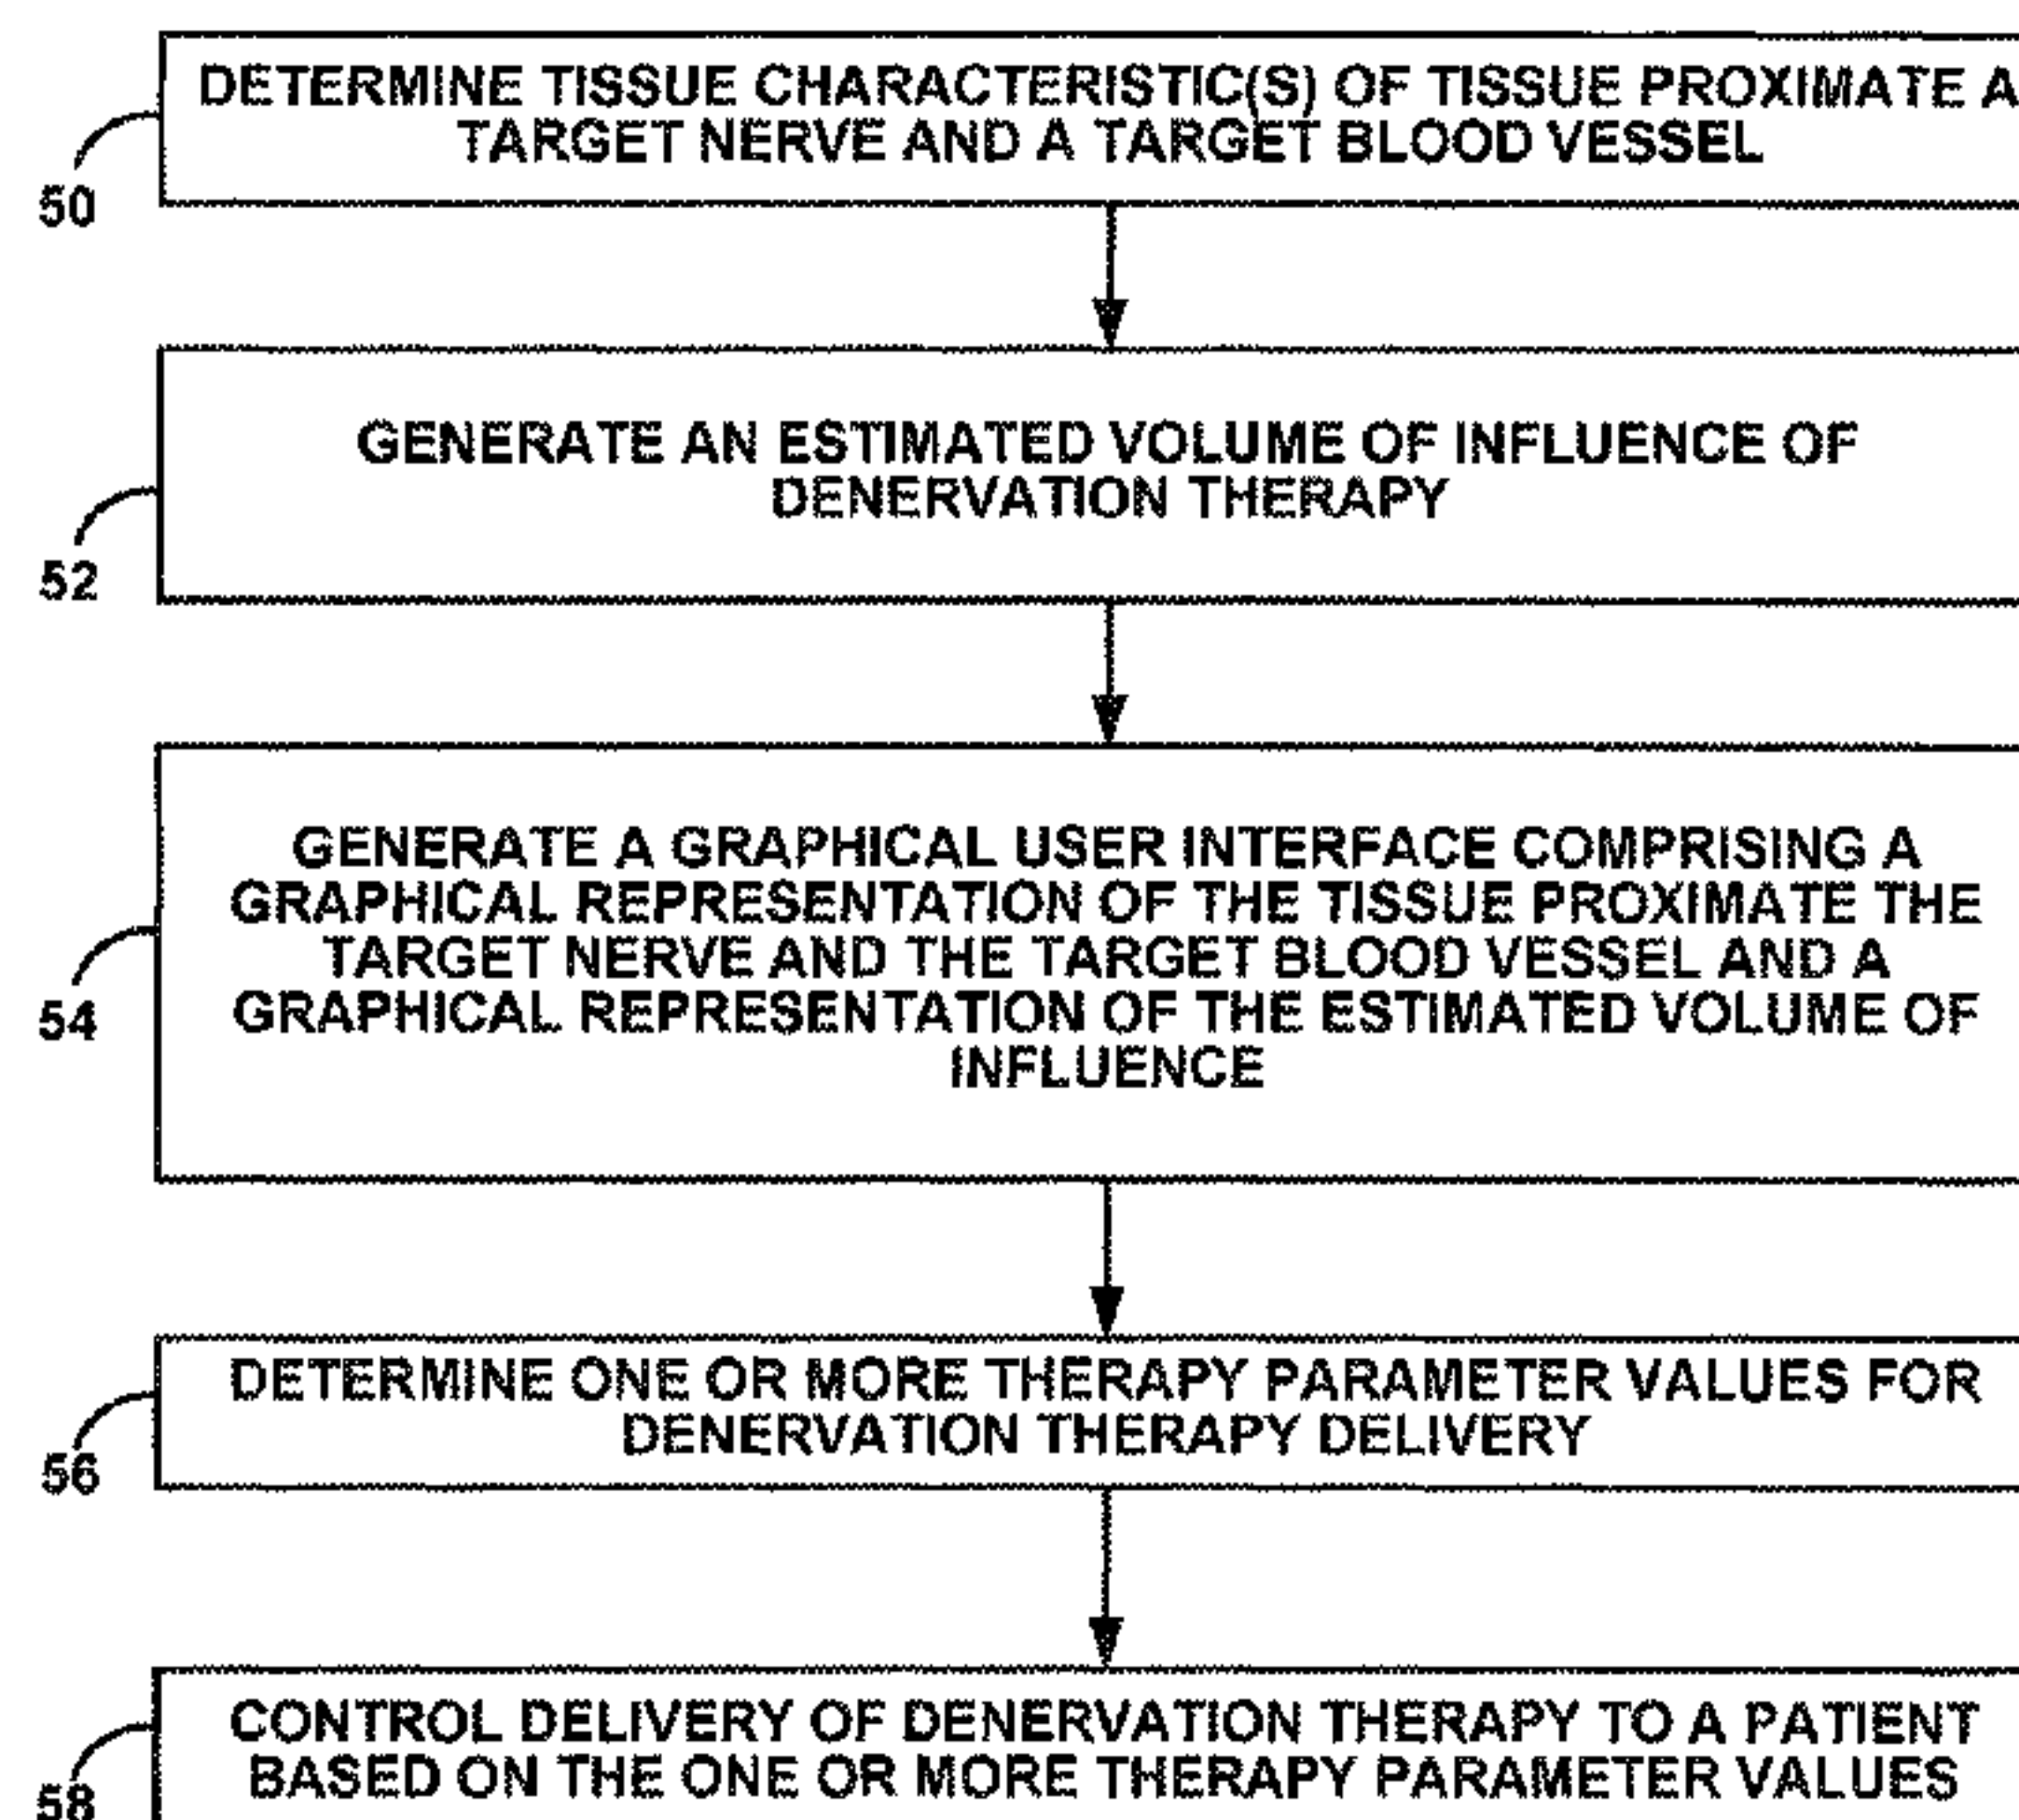 DETERMINE TISSUE CHARACTERISTIC(S) OF TISSUE PROXIMATE A
TARGET NERVE AND A TARGET BLOOD VESSEL
50
GENERATE AN ESTIMATED VOLUME OF INFLUENCE OF
DENERVATION THERAPY
52
GENERATE A GRAPHICAL USER INTERFACE COMPRISING A
GRAPHICAL REPRESENTATION OF THE TISSUE PROXIMATE THE
TARGET NERVE AND THE TARGET BLOOD VESSEL AND A
GRAPHICAL REPRESENTATION OF THE ESTIMATED VOLUME OF
INFLUENCE
54
DETERMINE ONE OR MORE THERAPY PARAMETER VALUES FOR
DENERVATION THERAPY DELIVERY
56
CONTROL DELIVERY OF DENERVATION THERAPY TO A PATIENT
BASED ON THE ONE OR MORE THERAPY PARAMETER VALUES
58